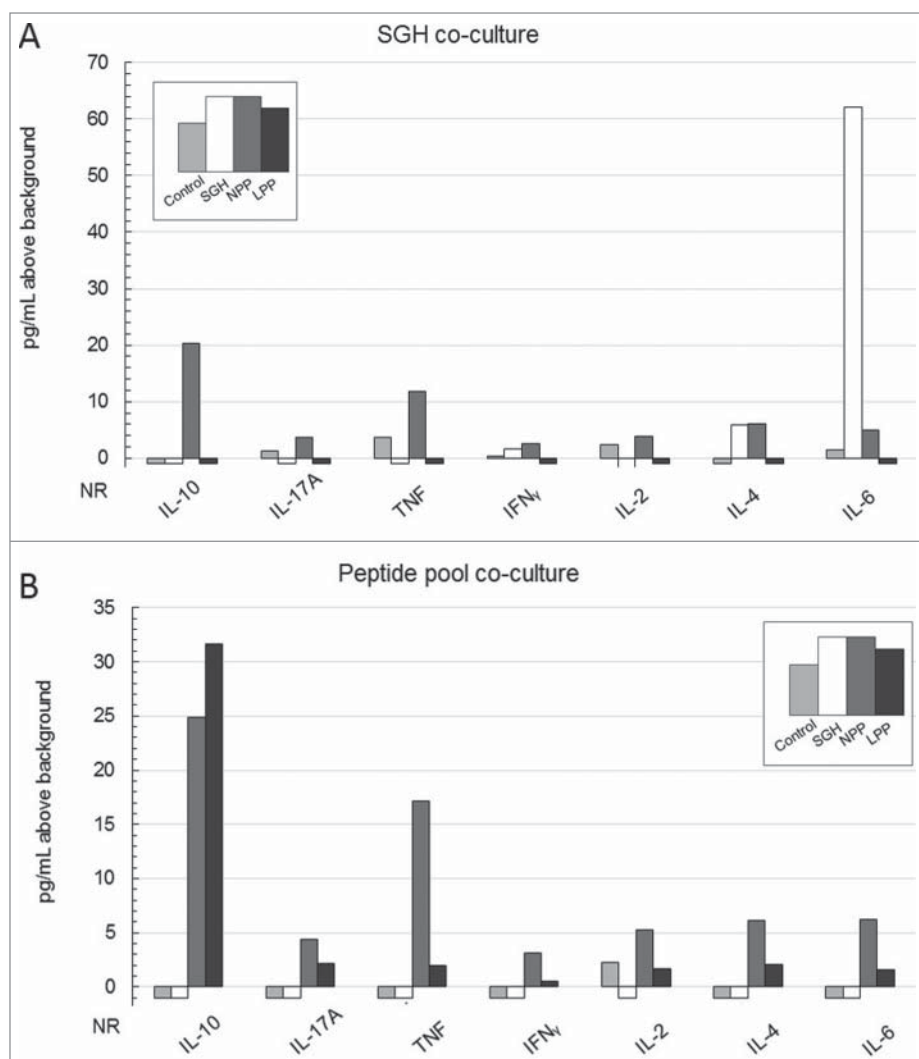 A
SGH co-culture
pg/mL above background
70
60
50
40
30
20
10
0
NR
Control
SGH
NPP
LPP
IL-10
IL-17A
TNF
IFNγ
IL-2
IL-4
IL-6
B
Peptide pool co-culture
pg/mL above background
35
30
25
20
15
10
5
0
NR
Control
SGH
NPP
LPP
IL-10
IL-17A
TNF
IFNγ
IL-2
IL-4
IL-6